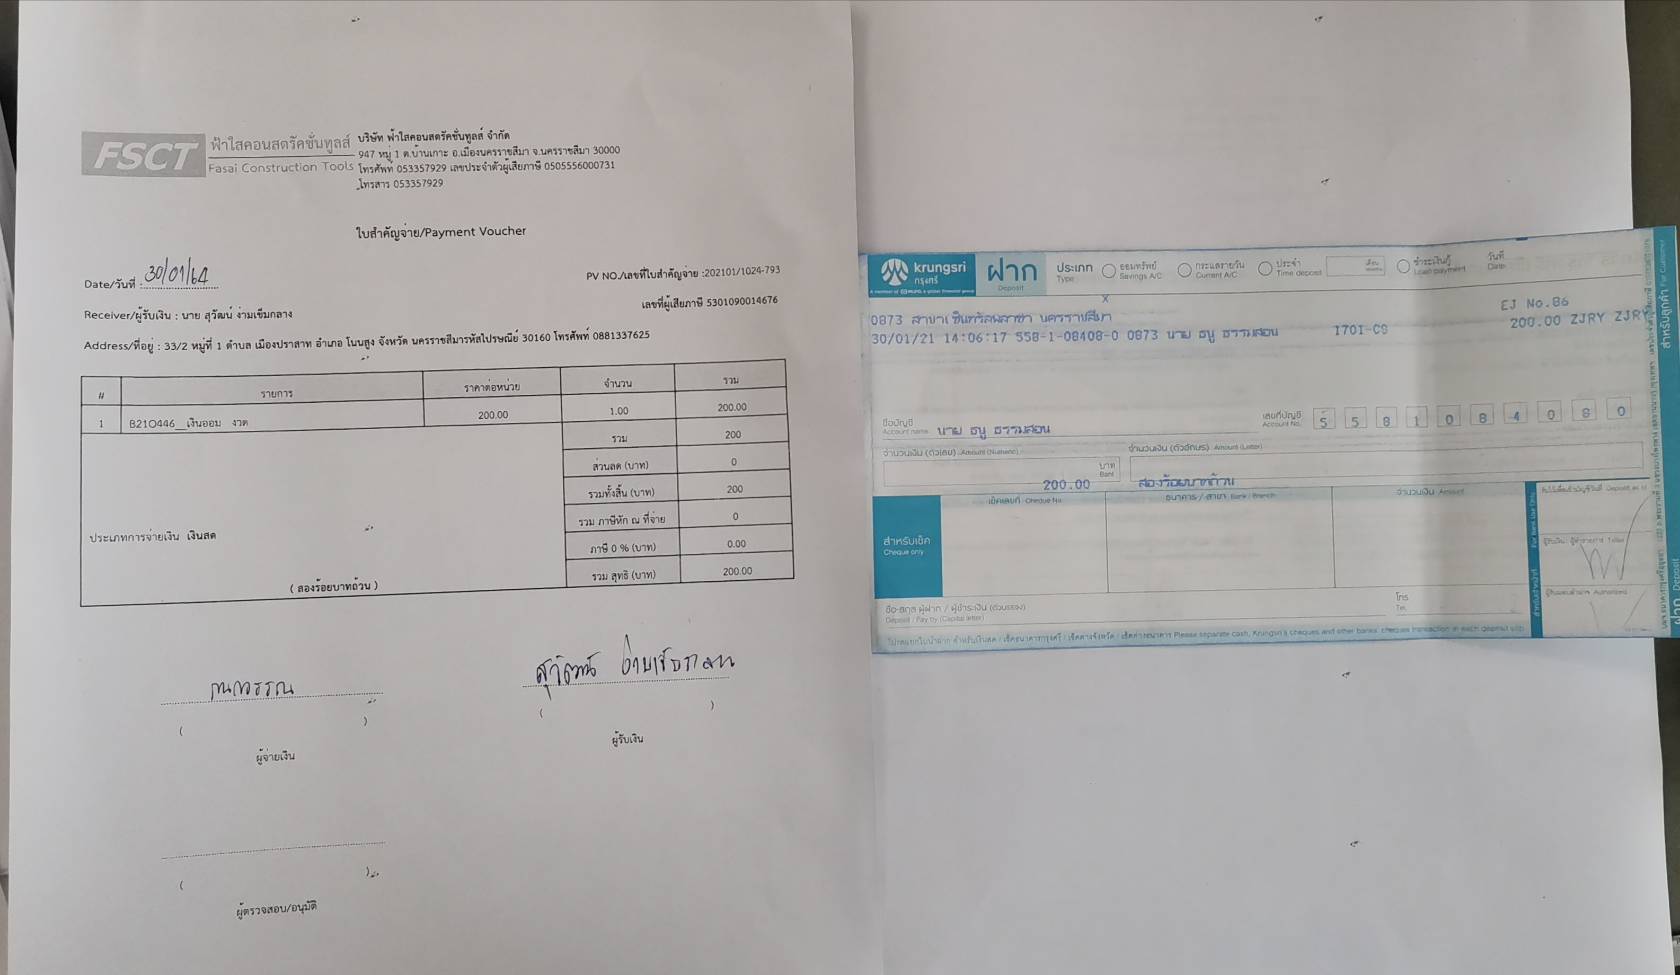 FSCT
ฟ้าใสคอนสตรัคชั่นทูลส์
Fasai Construction Tools
บริษัท ฟ้าใสคอนสตรัคชั่นทูลส์ จำกัด
947 หมู่ 1 ต.บ้านเกาะ อ.เมืองนครราชสีมา จ.นครราชสีมา 30000
โทรศัพท์ 053357929 เลขประจำตัวผู้เสียภาษี 0505556000731
โทรสาร 053357929
ใบสำคัญจ่าย/Payment Voucher
Date/วันที่ : 30/01/64
PV NO./เลขที่ใบสำคัญจ่าย :202101/1024-793
เลขที่ผู้เสียภาษี 5301090014676
Receiver/ผู้รับเงิน : นาย สุวัฒน์ ง่ามเข็มกลาง
Address/ที่อยู่ : 33/2 หมู่ที่ 1 ตำบล เมืองปราสาท อำเภอ โนนสูง จังหวัด นครราชสีมารหัสไปรษณีย์ 30160 โทรศัพท์ 0881337625
# รายการ ราคาต่อหน่วย จำนวน รวม
1 B210446__เงินออม งวด 200.00 1.00 200.00
รวม 200
ส่วนลด (บาท) 0
รวมทั้งสิ้น (บาท) 200
รวม ภาษีหัก ณ ที่จ่าย 0
ประเภทการจ่ายเงิน เงินสด
ภาษี 0 % (บาท) 0.00
( สองร้อยบาทถ้วน )
รวม สุทธิ (บาท) 200.00
( )
ผู้จ่ายเงิน
สุวัฒน์ ง่ามเข็มกลาง
( )
ผู้รับเงิน
( )
ผู้ตรวจสอบ/อนุมัติ
krungsri
กรุงศรี
ฝาก
Deposit
ประเภท
Type
ออมทรัพย์
Savings A/C
กระแสรายวัน
Current A/C
ประจำ
Time deposit
ชำระเงินกู้
Loan payment
วันที่
Date
X
EJ No.86
0873 สาขาเซ็นทรัลพลาซา นครราชสีมา
30/01/21 14:06:17 558-1-08408-0 0873 นาย ธนู ธรรมสอน 1701-CS 200.00 ZJRY ZJRY
ชื่อบัญชี
Account name
นาย ธนู ธรรมสอน
เลขที่บัญชี
Account No.
5 5 8 1 0 8 4 0 8 0
จำนวนเงิน (ตัวเลข) Amount (Numeric)
บาท
Baht
200.00
จำนวนเงิน (ตัวอักษร) Amount (Letter)
สองร้อยบาทถ้วน
สำหรับเช็ค
Cheque only
เช็คเลขที่ Cheque No.
ธนาคาร / สาขา Bank / Branch
จำนวนเงิน Amount
ชื่อ-สกุล ผู้ฝาก / ผู้ชำระเงิน (ตัวบรรจง)
Deposit / Pay by (Capital letter)
โทร
Tel.
Please separate cash, Krungsri's cheques and other banks' cheques transaction in each deposit slip
สำหรับลูกค้า For Customer
ฝาก Deposit